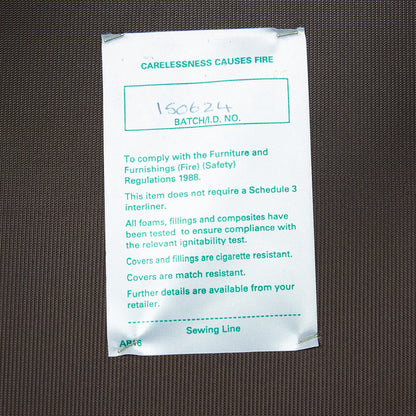 CARELESSNESS CAUSES FIRE
150624
BATCH/I.D. NO.
To comply with the Furniture and
Furnishings (Fire) (Safety)
Regulations 1988.
This item does not require a Schedule 3
interliner.
All foams, fillings and composites have
been tested to ensure compliance with
the relevant ignitability test.
Covers and fillings are cigarette resistant.
Covers are match resistant.
Further details are available from your
retailer.
Sewing Line
AP16